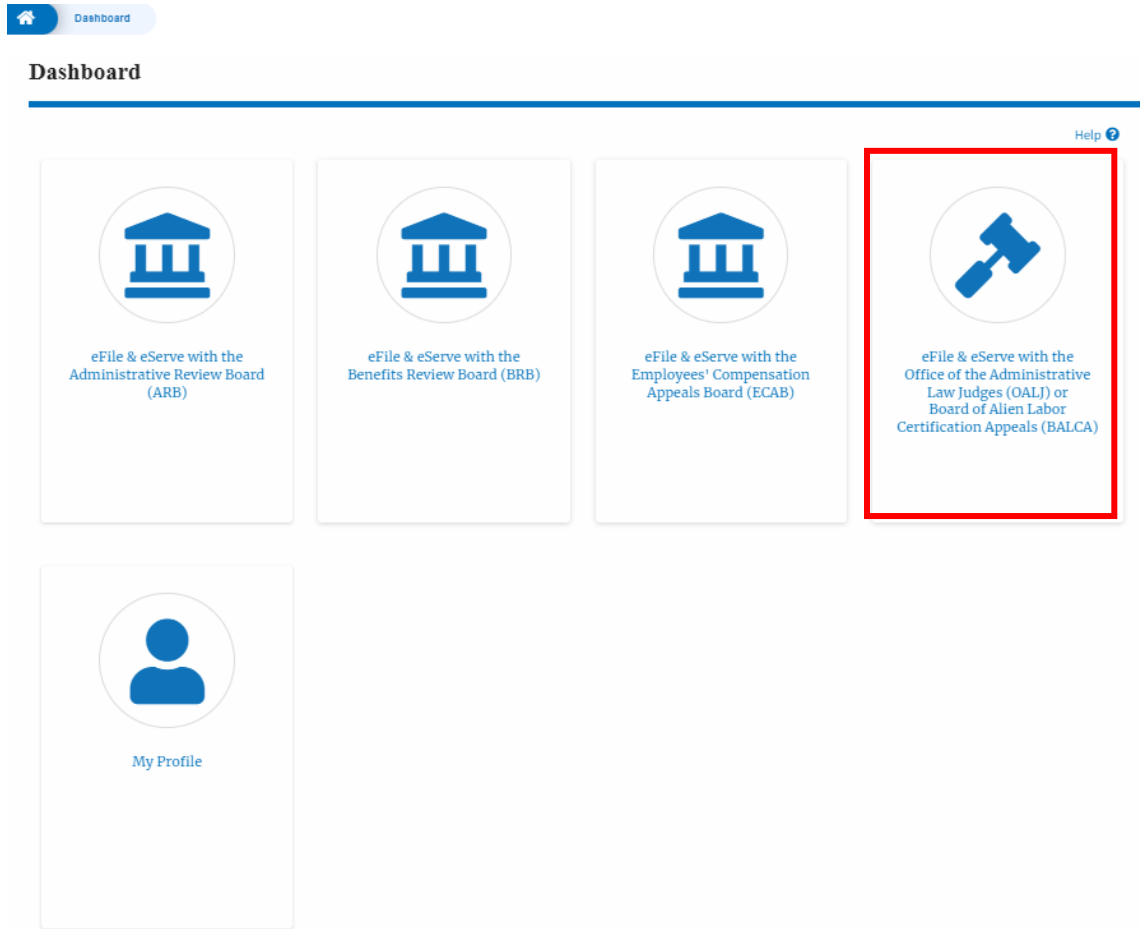 Dashboard
Dashboard
Help
eFile & eServe with the
Administrative Review Board
(ARB)
eFile & eServe with the
Benefits Review Board (BRB)
eFile & eServe with the
Employees' Compensation
Appeals Board (ECAB)
eFile & eServe with the
Office of the Administrative
Law Judges (OALJ) or
Board of Alien Labor
Certification Appeals (BALCA)
My Profile